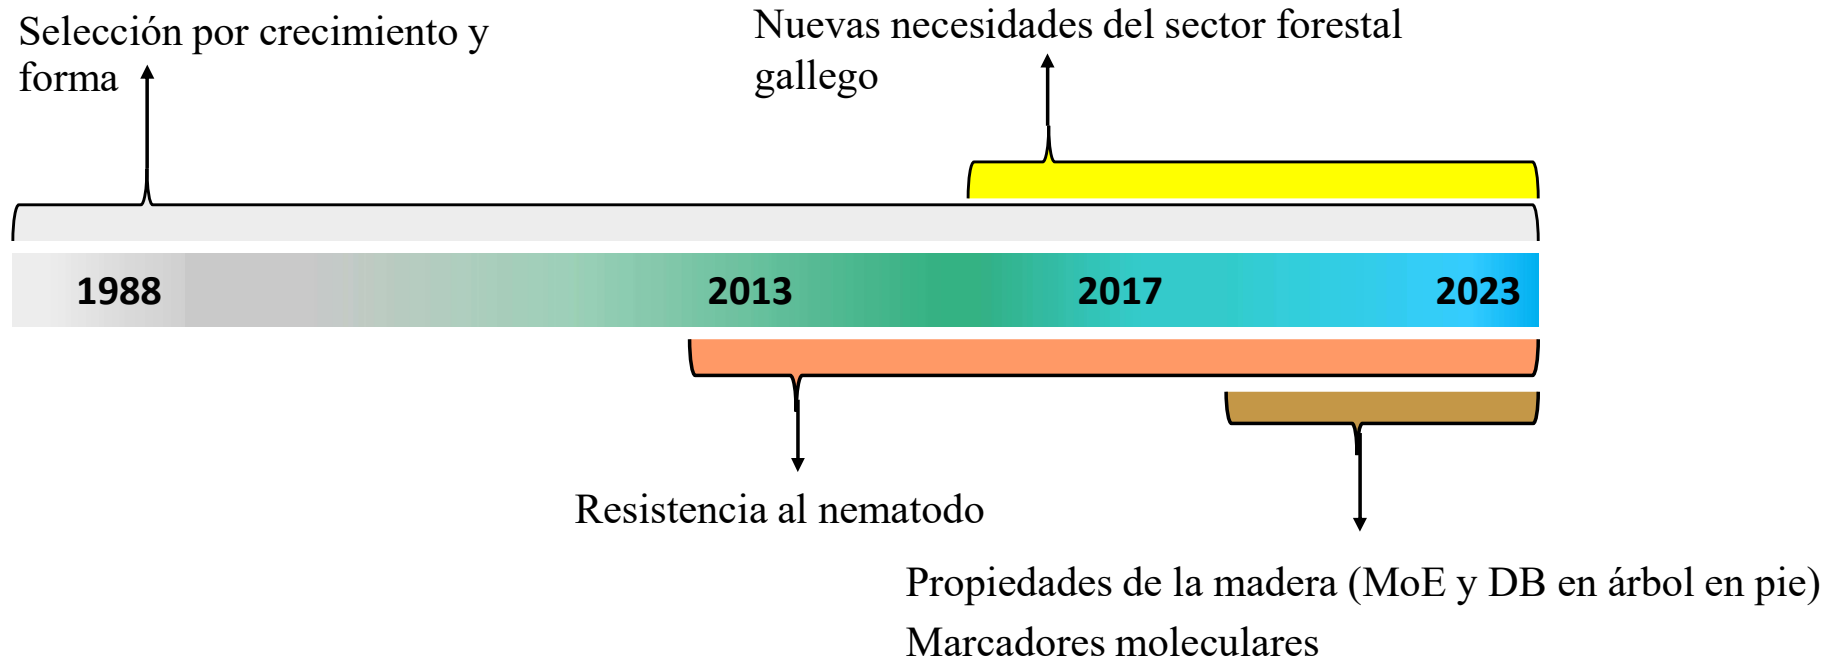 Selección por crecimiento y
forma
Nuevas necesidades del sector forestal
gallego
1988
2013
2017
2023
Resistencia al nematodo
Propiedades de la madera (MoE y DB en árbol en pie)
Marcadores moleculares